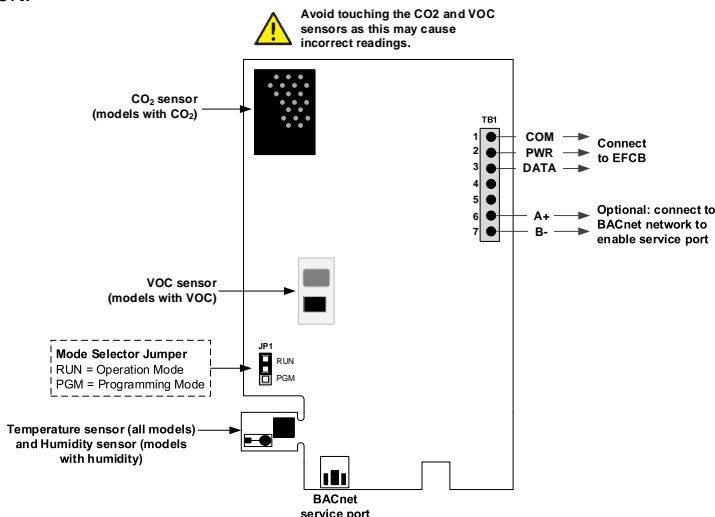 Avoid touching the CO2 and VOC
sensors as this may cause
incorrect readings.
CO₂ sensor
(models with CO₂)
TB1
1 COM
2 PWR
3 DATA
4
5
6 A+
7 B-
Connect
to EFCB
Optional: connect to
BACnet network to
enable service port
VOC sensor
(models with VOC)
Mode Selector Jumper
RUN = Operation Mode
PGM = Programming Mode
JP1
RUN
PGM
Temperature sensor (all models)
and Humidity sensor (models
with humidity)
BACnet
service port